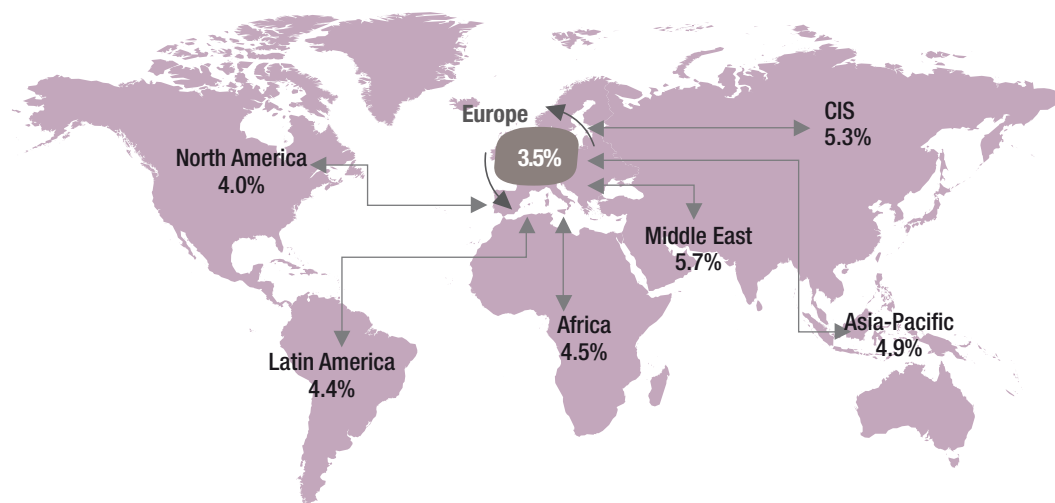 Europe
3.5%
CIS
5.3%
North America
4.0%
Middle East
5.7%
Asia-Pacific
4.9%
Africa
4.5%
Latin America
4.4%